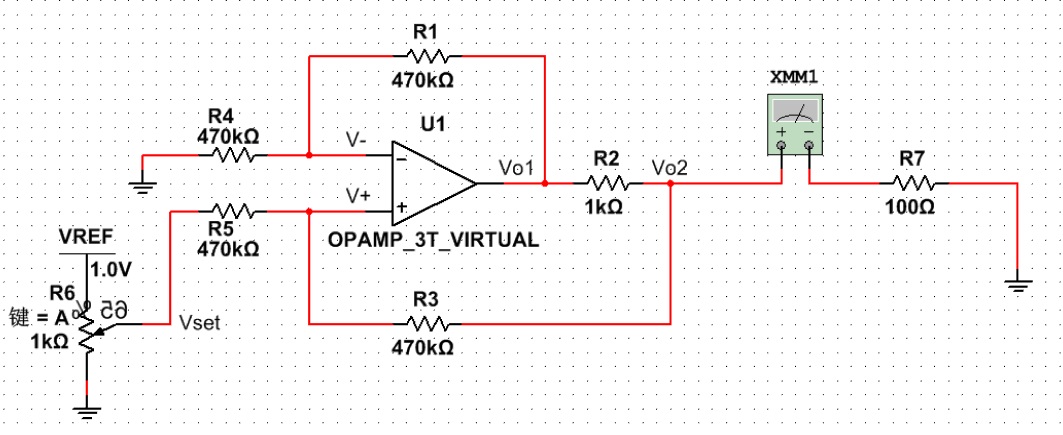 R1
470kΩ
XMM1
R4
470kΩ
U1
V-
Vo1
R2
Vo2
R7
+
-
1kΩ
100Ω
V+
R5
470kΩ
OPAMP_3T_VIRTUAL
VREF
1.0V
R6
键 = A
1kΩ
Vset
R3
470kΩ